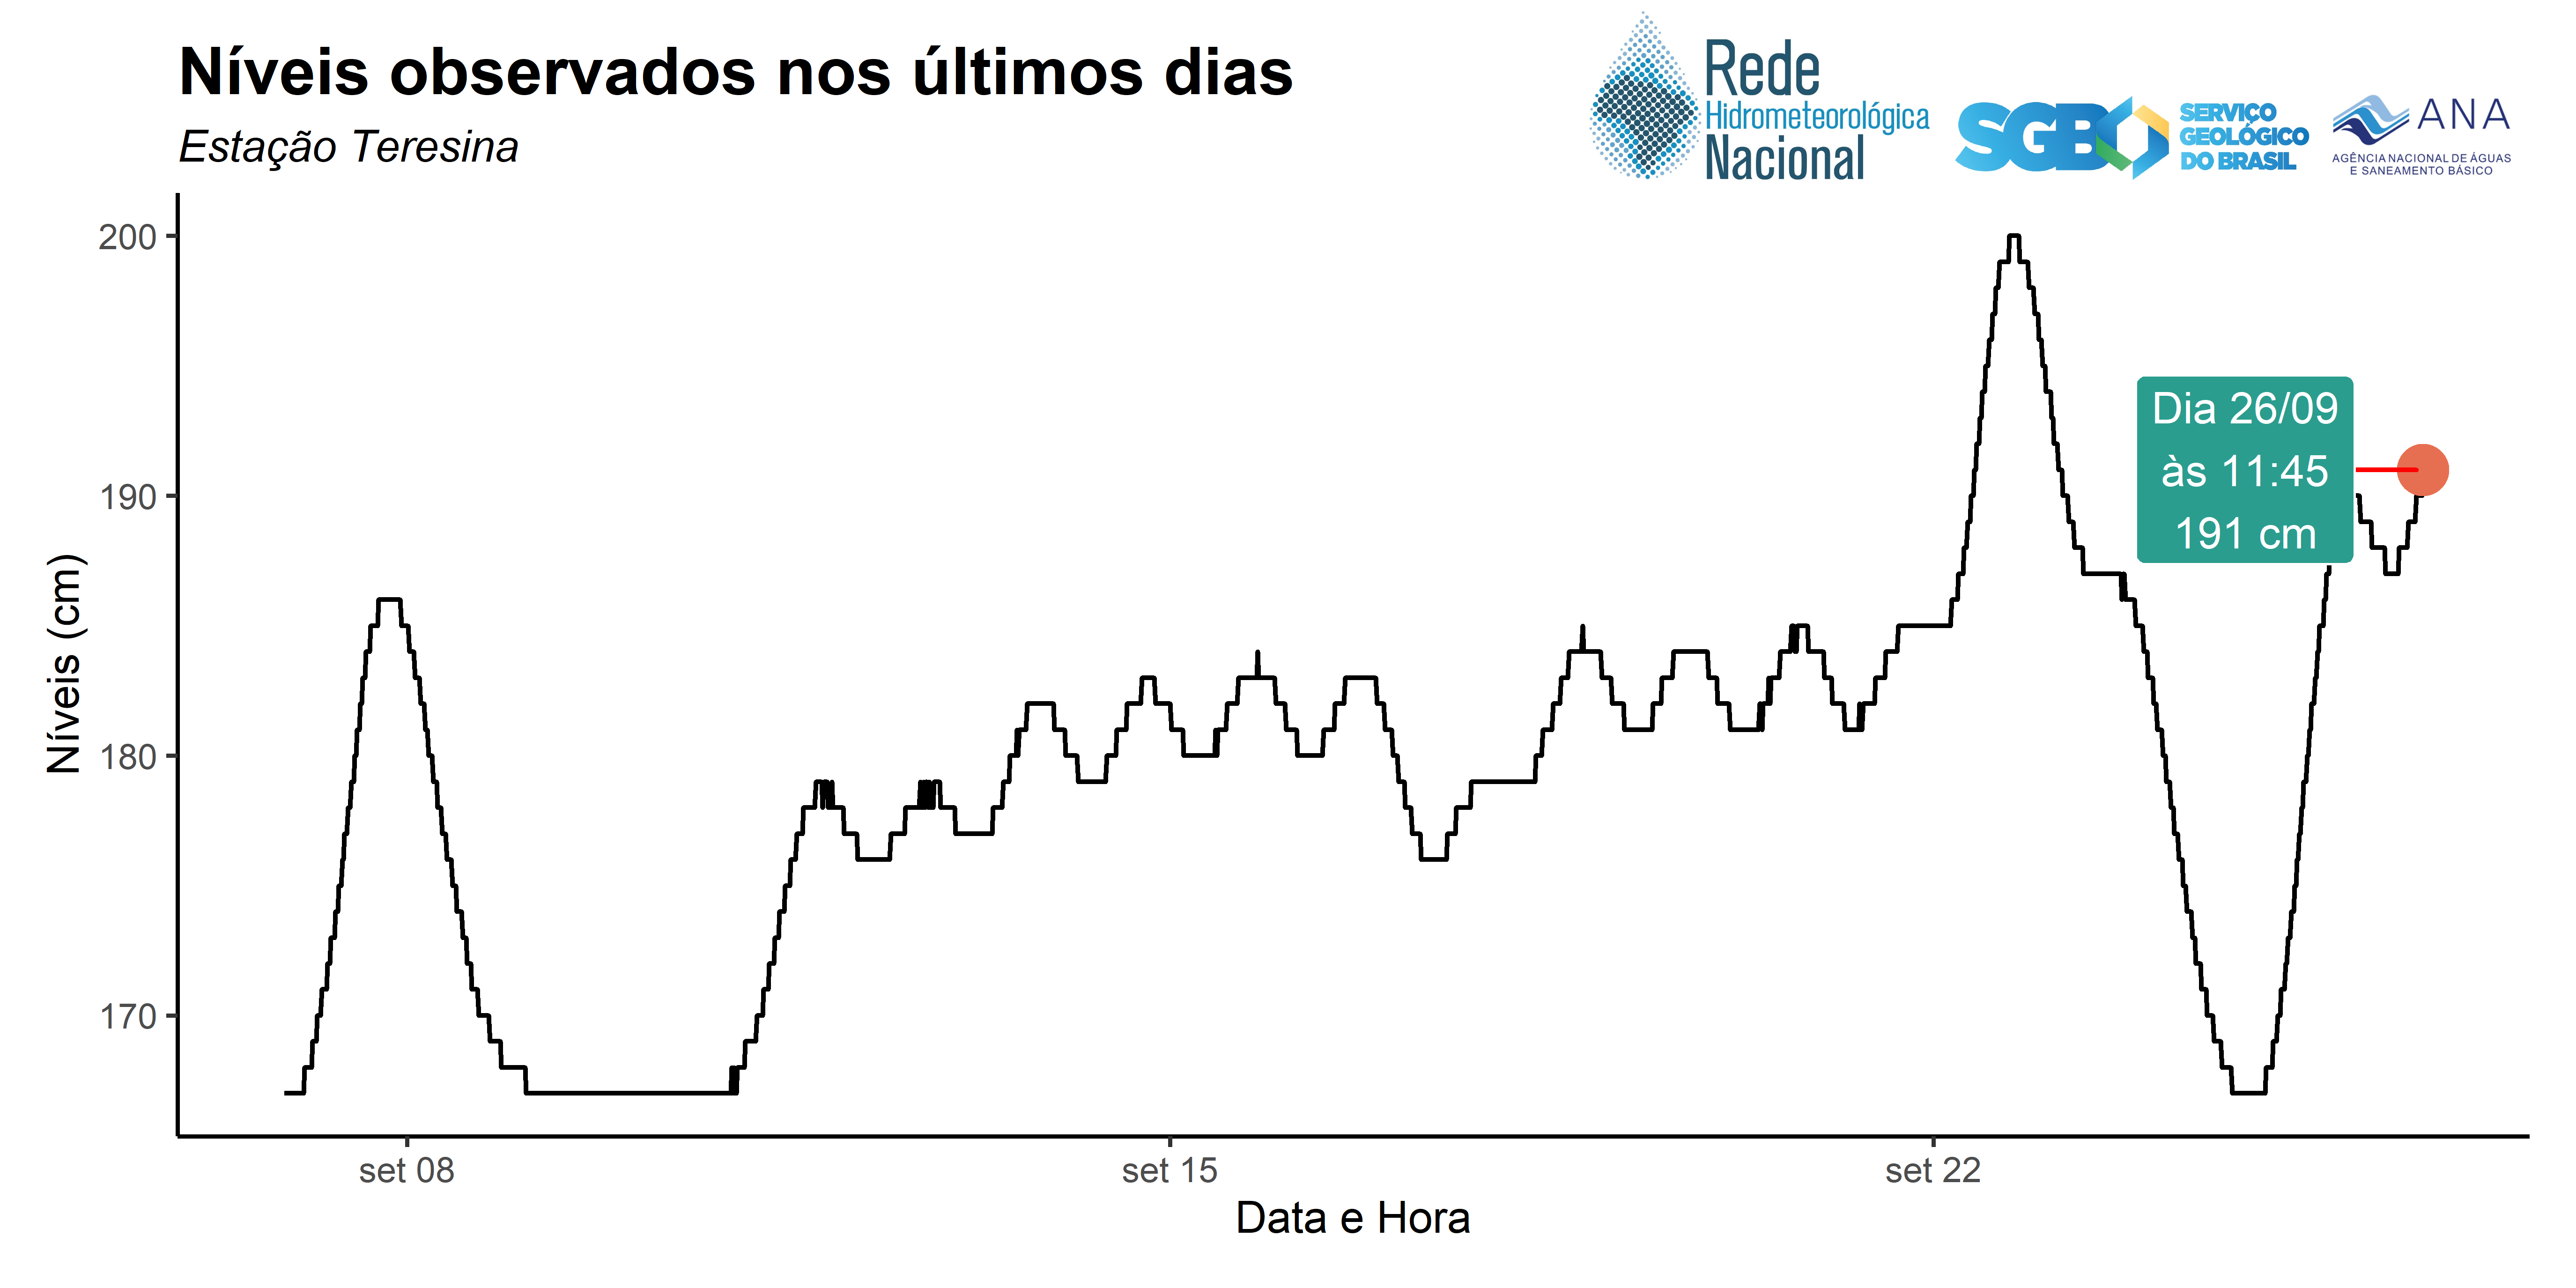 Níveis observados nos últimos dias
Estação Teresina
Rede
Hidrometeorológica
Nacional
SGB
SERVIÇO
GEOLÓGICO
DO BRASIL
ANA
AGÊNCIA NACIONAL DE ÁGUAS
E SANEAMENTO BÁSICO
200
190
180
170
Níveis (cm)
Dia 26/09
às 11:45
191 cm
set 08
set 15
set 22
Data e Hora